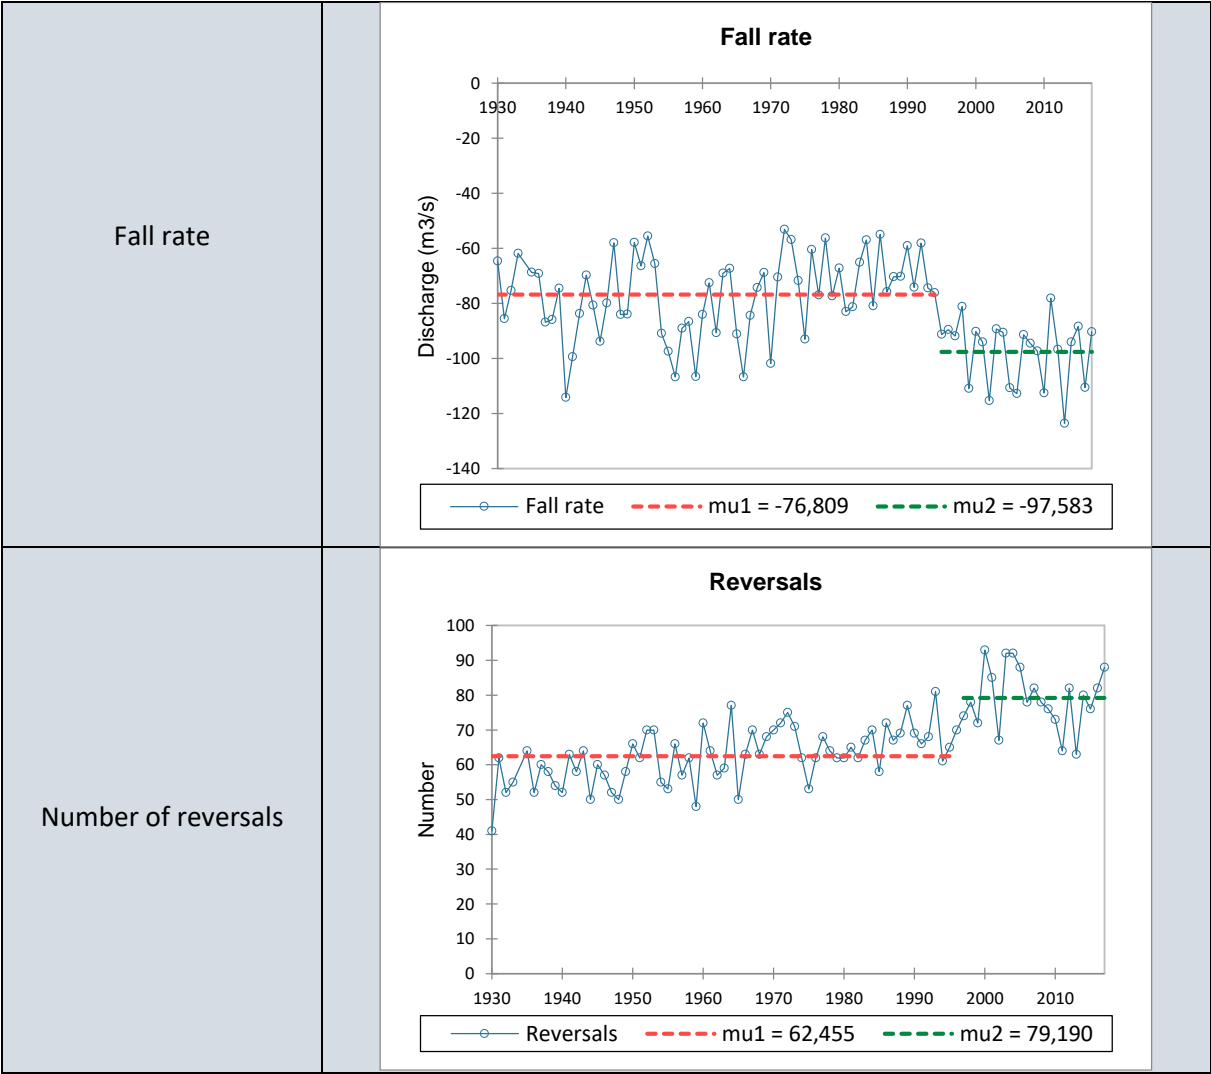 Fall rate
Fall rate
0
1930 1940 1950 1960 1970 1980 1990 2000 2010
-20
-40
-60
-80
-100
-120
-140
Discharge (m3/s)
Fall rate mu1 = -76,809 mu2 = -97,583
Number of reversals
Reversals
100
90
80
70
60
50
40
30
20
10
0
Number
1930 1940 1950 1960 1970 1980 1990 2000 2010
Reversals mu1 = 62,455 mu2 = 79,190